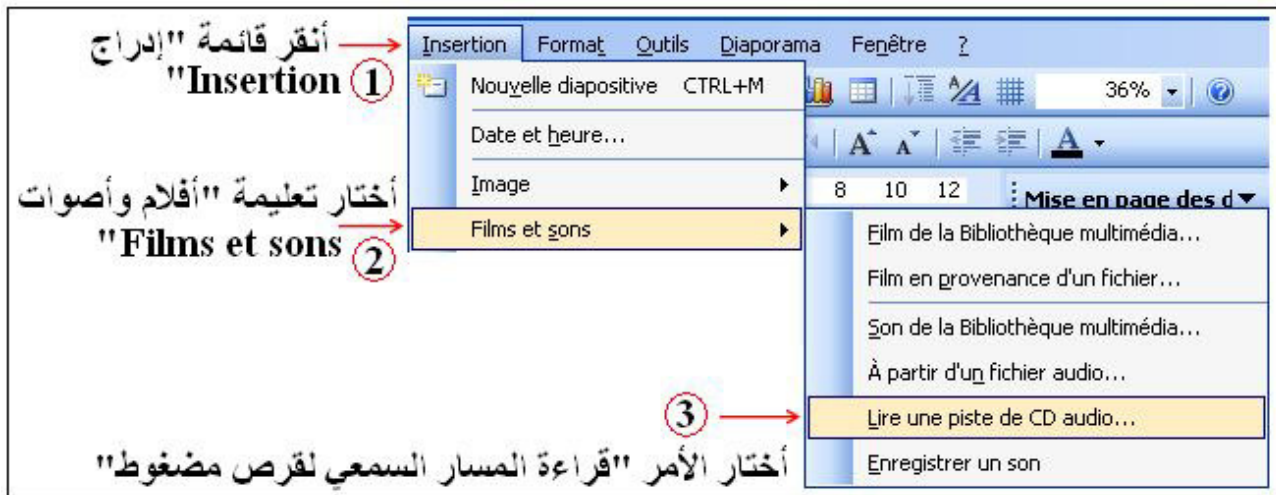 أنقر قائمة "إدراج
Insertion" 1
Insertion Format Outils Diaporama Fenêtre ?
Nouvelle diapositive CTRL+M
36%
Date et heure...
Image
8 10 12
Mise en page des d
أختار تعليمة "أفلام وأصوات
Films et sons" 2
Films et sons
Film de la Bibliothèque multimédia...
Film en provenance d'un fichier...
Son de la Bibliothèque multimédia...
À partir d'un fichier audio...
3
Lire une piste de CD audio...
أختار الأمر "قراءة المسار السمعي لقرص مضغوط"
Enregistrer un son